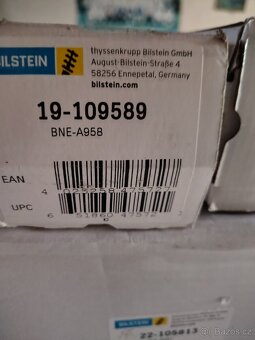 BILSTEIN
thyssenkrupp Bilstein GmbH
August-Bilstein-Straße 4
58256 Ennepetal, Germany
bilstein.com
19-109589
BNE-A958
EAN
UPC
BILSTEIN
22-105813